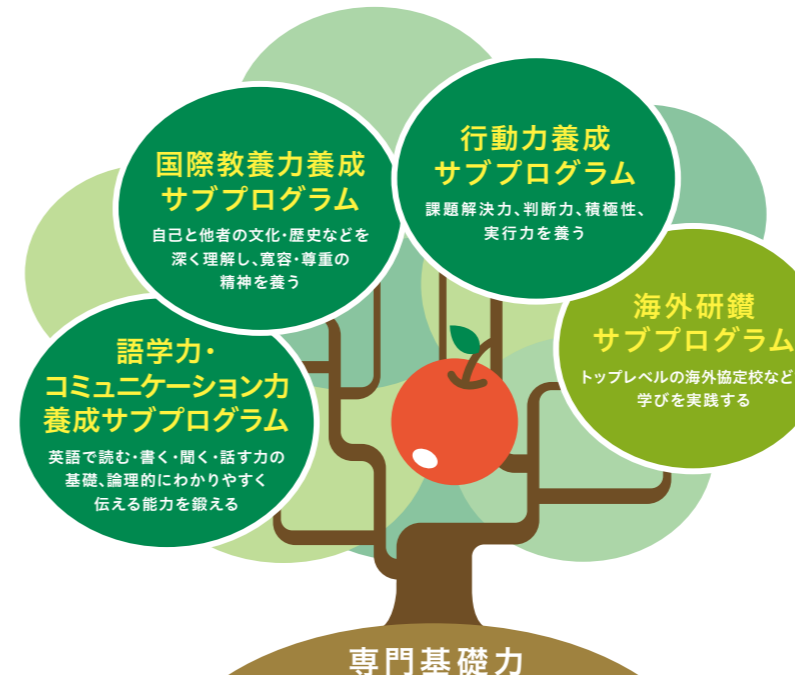 国際教養力養成
サブプログラム
自己と他者の文化・歴史などを
深く理解し、寛容・尊重の
精神を養う
行動力養成
サブプログラム
課題解決力、判断力、積極性、
実行力を養う
語学力・
コミュニケーション力
養成サブプログラム
英語で読む・書く・聞く・話す力の
基礎、論理的にわかりやすく
伝える能力を鍛える
海外研鑚
サブプログラム
トップレベルの海外協定校など
学びを実践する
専門基礎力